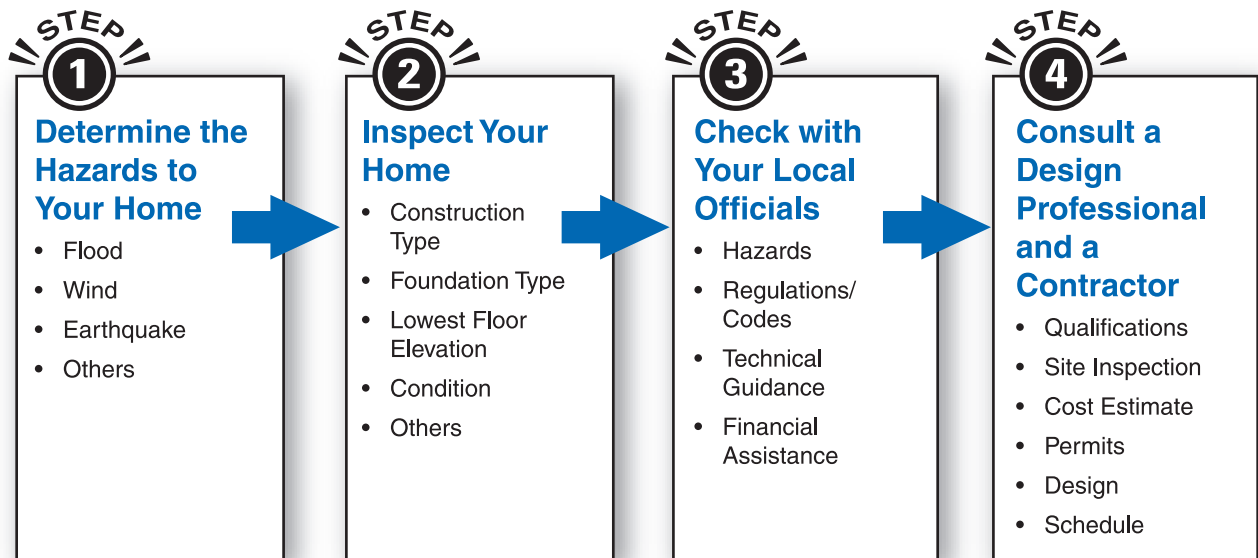 STEP
1
Determine the
Hazards to
Your Home
• Flood
• Wind
• Earthquake
• Others
STEP
2
Inspect Your
Home
• Construction
Type
• Foundation Type
• Lowest Floor
Elevation
• Condition
• Others
STEP
3
Check with
Your Local
Officials
• Hazards
• Regulations/
Codes
• Technical
Guidance
• Financial
Assistance
STEP
4
Consult a
Design
Professional
and a
Contractor
• Qualifications
• Site Inspection
• Cost Estimate
• Permits
• Design
• Schedule